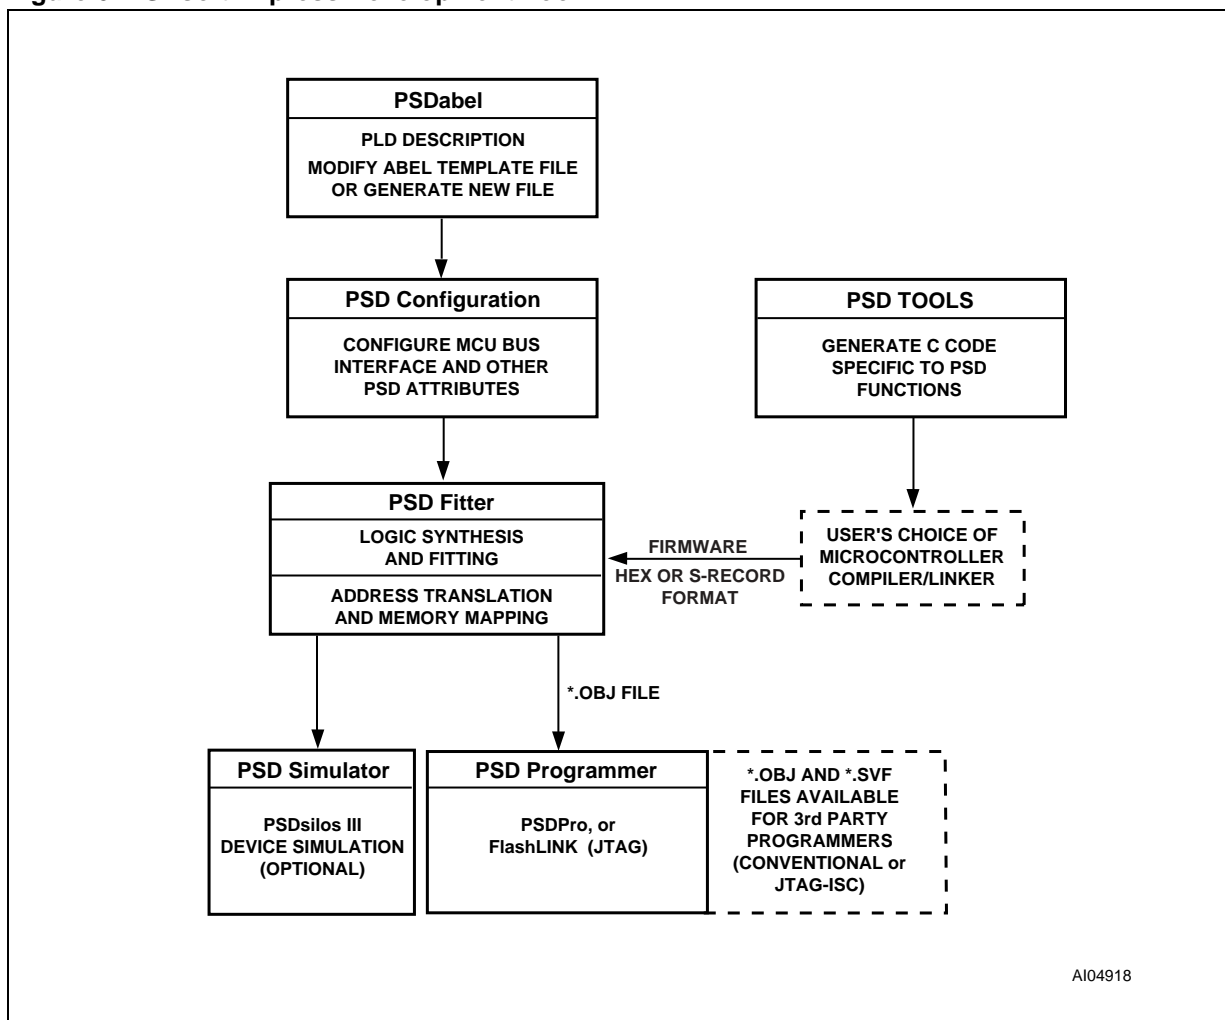 PSDabel
PLD DESCRIPTION
MODIFY ABEL TEMPLATE FILE
OR GENERATE NEW FILE
PSD Configuration
CONFIGURE MCU BUS
INTERFACE AND OTHER
PSD ATTRIBUTES
PSD TOOLS
GENERATE C CODE
SPECIFIC TO PSD
FUNCTIONS
PSD Fitter
LOGIC SYNTHESIS
AND FITTING
ADDRESS TRANSLATION
AND MEMORY MAPPING
FIRMWARE
HEX OR S-RECORD
FORMAT
USER'S CHOICE OF
MICROCONTROLLER
COMPILER/LINKER
*.OBJ FILE
PSD Simulator
PSDsilos III
DEVICE SIMULATION
(OPTIONAL)
PSD Programmer
PSDPro, or
FlashLINK (JTAG)
*.OBJ AND *.SVF
FILES AVAILABLE
FOR 3rd PARTY
PROGRAMMERS
(CONVENTIONAL or
JTAG-ISC)
AI04918